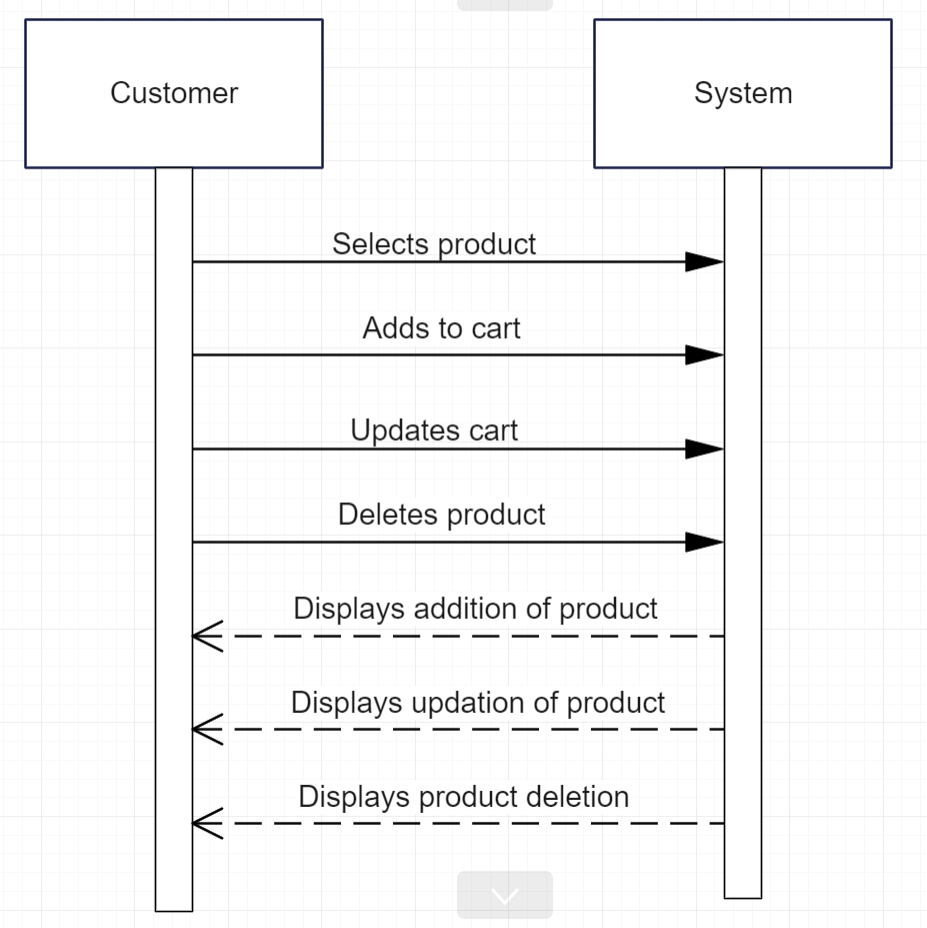 Customer
System
Selects product
Adds to cart
Updates cart
Deletes product
Displays addition of product
Displays updation of product
Displays product deletion